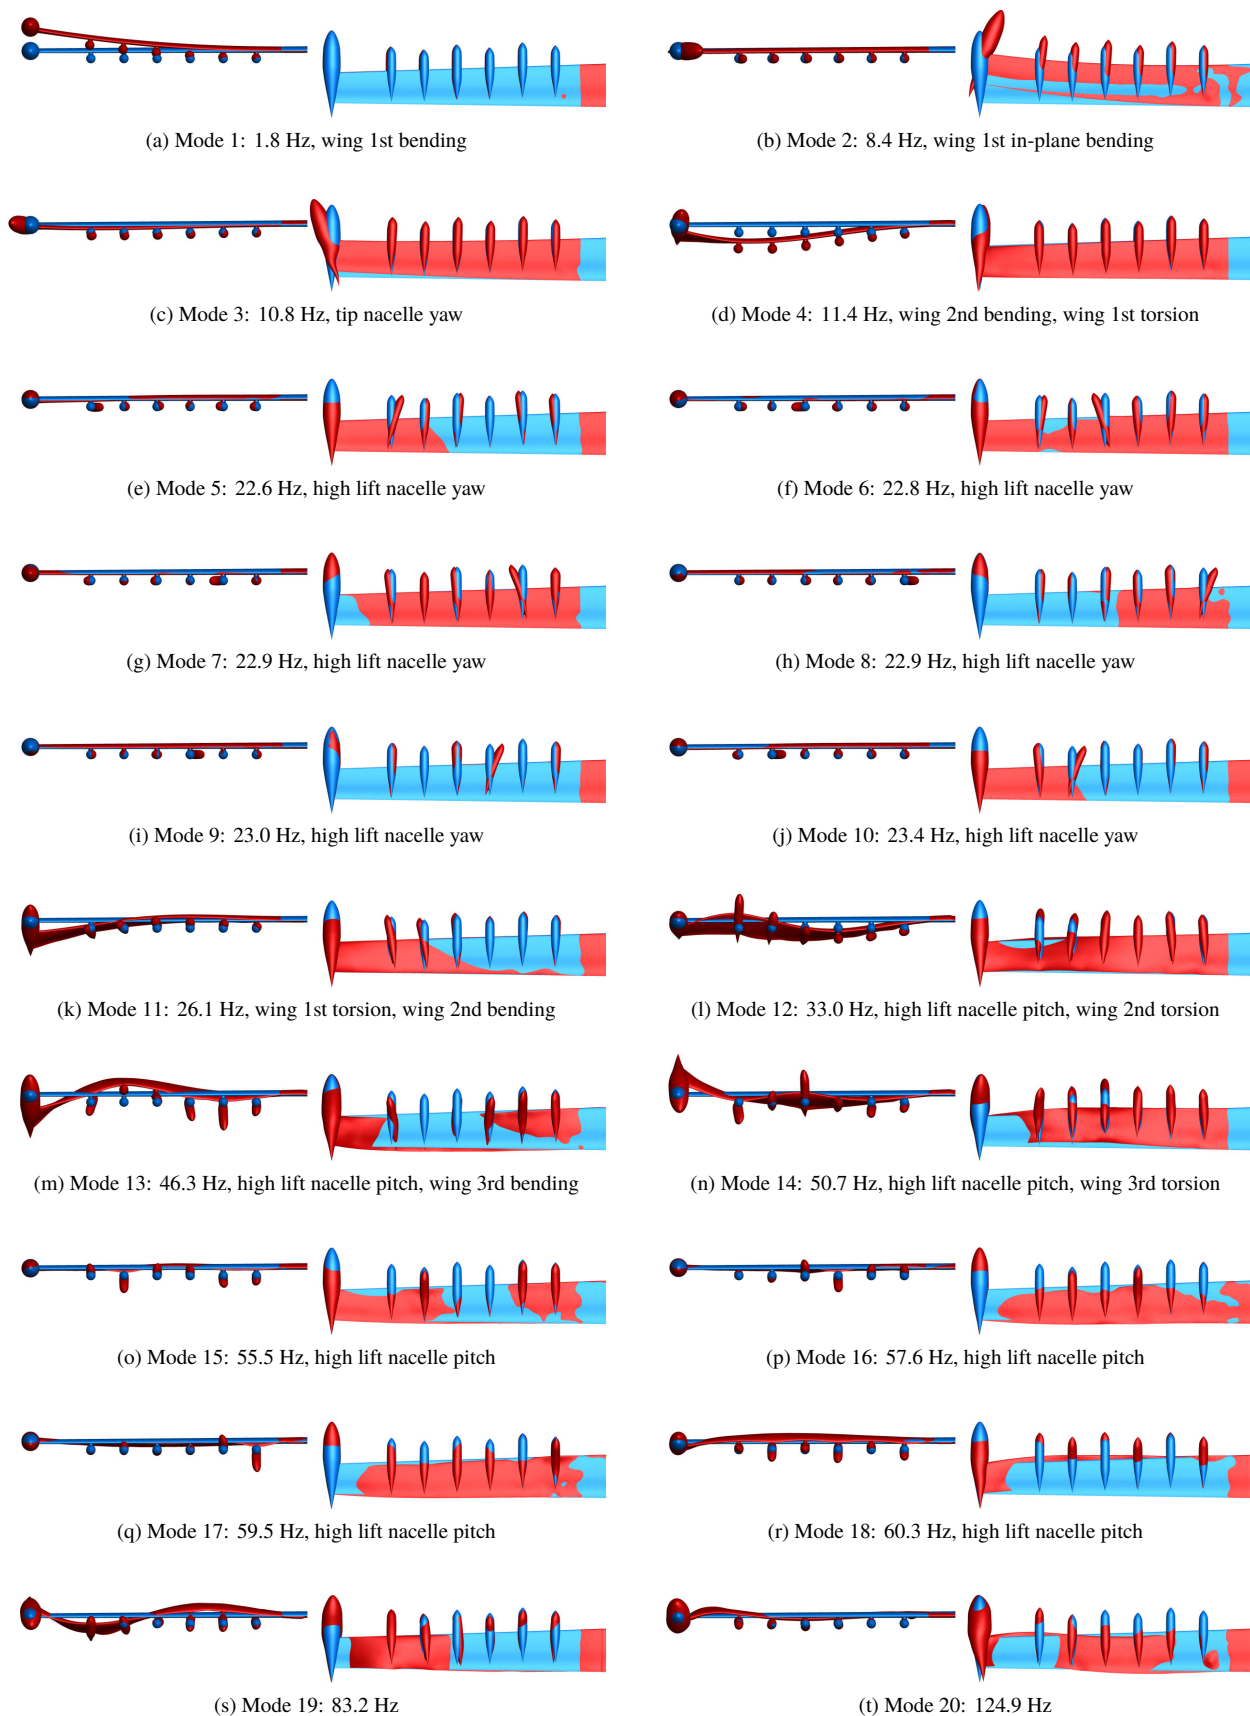 (a) Mode 1: 1.8 Hz, wing 1st bending
(b) Mode 2: 8.4 Hz, wing 1st in-plane bending
(c) Mode 3: 10.8 Hz, tip nacelle yaw
(d) Mode 4: 11.4 Hz, wing 2nd bending, wing 1st torsion
(e) Mode 5: 22.6 Hz, high lift nacelle yaw
(f) Mode 6: 22.8 Hz, high lift nacelle yaw
(g) Mode 7: 22.9 Hz, high lift nacelle yaw
(h) Mode 8: 22.9 Hz, high lift nacelle yaw
(i) Mode 9: 23.0 Hz, high lift nacelle yaw
(j) Mode 10: 23.4 Hz, high lift nacelle yaw
(k) Mode 11: 26.1 Hz, wing 1st torsion, wing 2nd bending
(l) Mode 12: 33.0 Hz, high lift nacelle pitch, wing 2nd torsion
(m) Mode 13: 46.3 Hz, high lift nacelle pitch, wing 3rd bending
(n) Mode 14: 50.7 Hz, high lift nacelle pitch, wing 3rd torsion
(o) Mode 15: 55.5 Hz, high lift nacelle pitch
(p) Mode 16: 57.6 Hz, high lift nacelle pitch
(q) Mode 17: 59.5 Hz, high lift nacelle pitch
(r) Mode 18: 60.3 Hz, high lift nacelle pitch
(s) Mode 19: 83.2 Hz
(t) Mode 20: 124.9 Hz